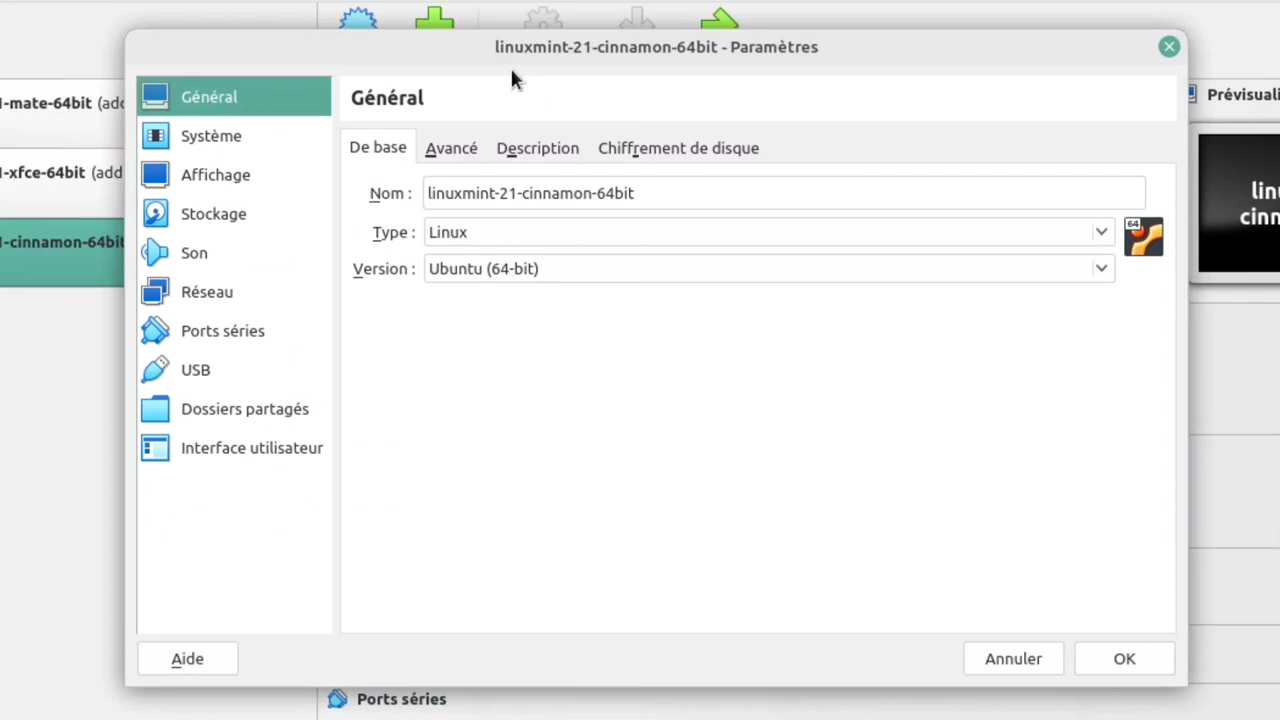 linuxmint-21-cinnamon-64bit - Paramètres
-mate-64bit (add
-xfce-64bit (add
-cinnamon-64bit
Général
Système
Affichage
Stockage
Son
Réseau
Ports séries
USB
Dossiers partagés
Interface utilisateur
Général
De base Avancé Description Chiffrement de disque
Nom : linuxmint-21-cinnamon-64bit
Type : Linux
64
Version : Ubuntu (64-bit)
Aide
Annuler
OK
Prévisuali
linu
cinn
Ports séries